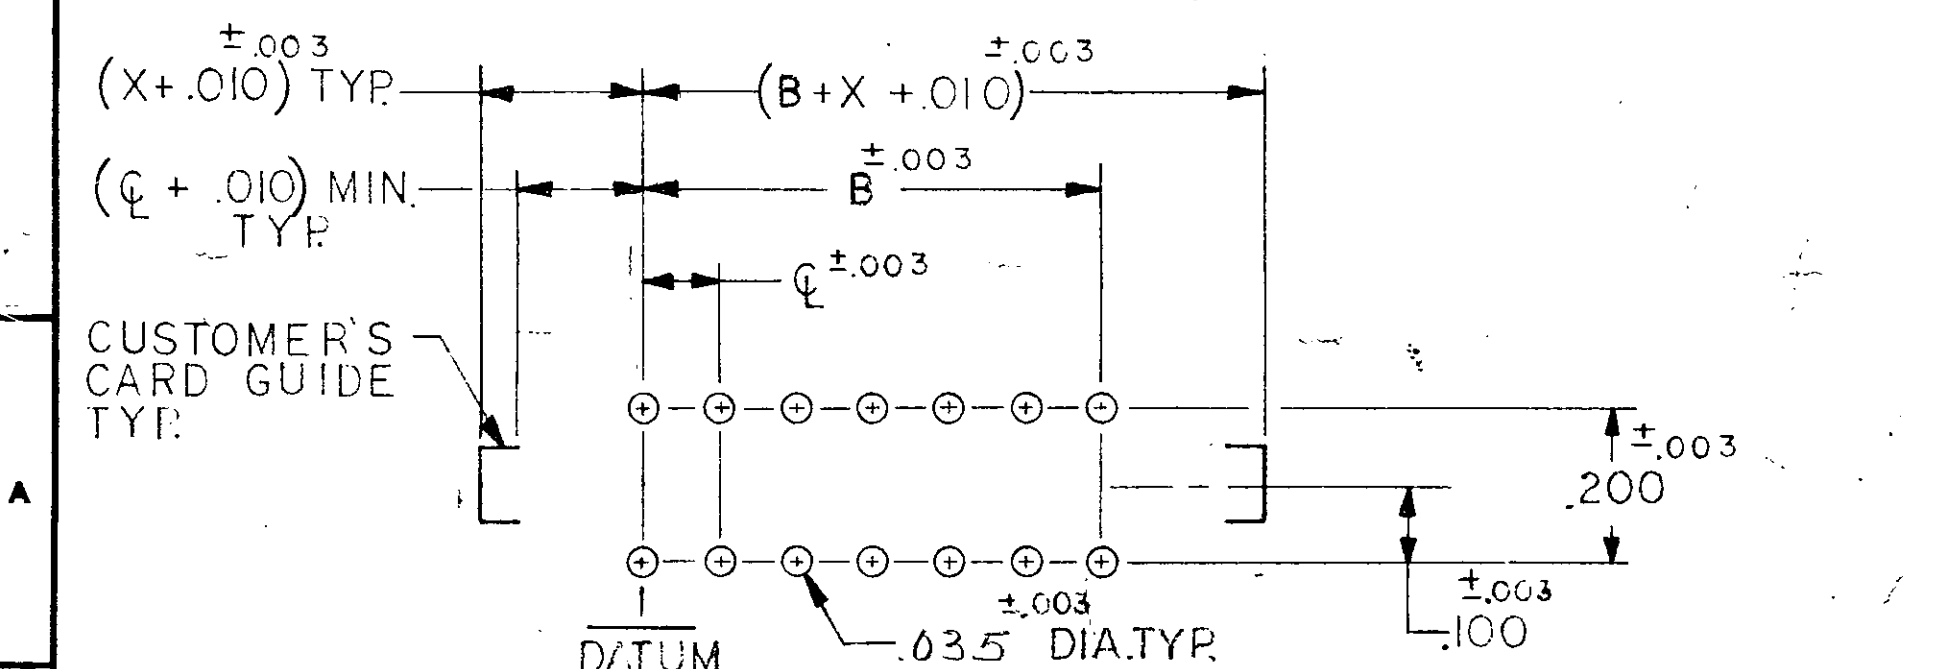 ±.003
(X+.010) TYP.
±.003
(B+X +.010)
(℄ + .010) MIN.
TYP.
±.003
B
℄ ±.003
CUSTOMER'S
CARD GUIDE
TYP.
A
±.003
.200
±.003
.100
±.003
.035 DIA.TYP.
DATUM